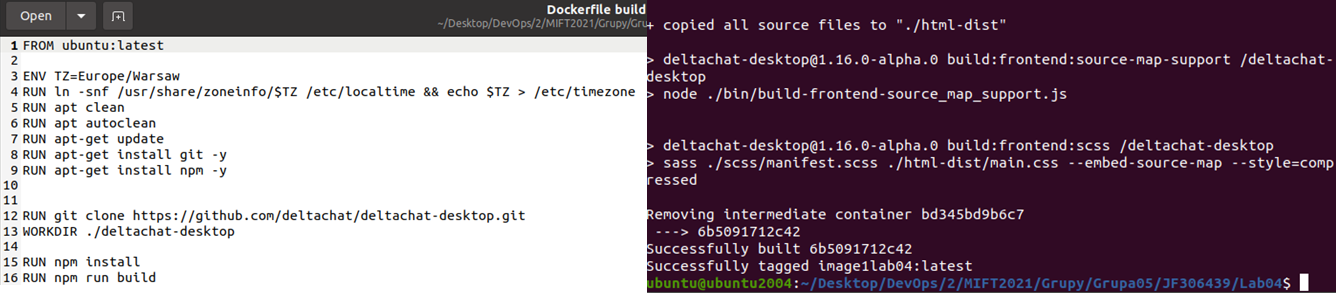 Open
Dockerfile build
~/Desktop/DevOps/2/MIFT2021/Grupy/Gru
1 FROM ubuntu:latest
2
3 ENV TZ=Europe/Warsaw
4 RUN ln -snf /usr/share/zoneinfo/$TZ /etc/localtime && echo $TZ > /etc/timezone
5 RUN apt clean
6 RUN apt autoclean
7 RUN apt-get update
8 RUN apt-get install git -y
9 RUN apt-get install npm -y
10
11
12 RUN git clone https://github.com/deltachat/deltachat-desktop.git
13 WORKDIR ./deltachat-desktop
14
15 RUN npm install
16 RUN npm run build
+ copied all source files to "./html-dist"
> deltachat-desktop@1.16.0-alpha.0 build:frontend:source-map-support /deltachat-
desktop
> node ./bin/build-frontend-source_map_support.js
> deltachat-desktop@1.16.0-alpha.0 build:frontend:scss /deltachat-desktop
> sass ./scss/manifest.scss ./html-dist/main.css --embed-source-map --style=comp
ressed
Removing intermediate container bd345bd9b6c7
---> 6b5091712c42
Successfully built 6b5091712c42
Successfully tagged image1lab04:latest
ubuntu@ubuntu2004:~/Desktop/DevOps/2/MIFT2021/Grupy/Grupa05/JF306439/Lab04$